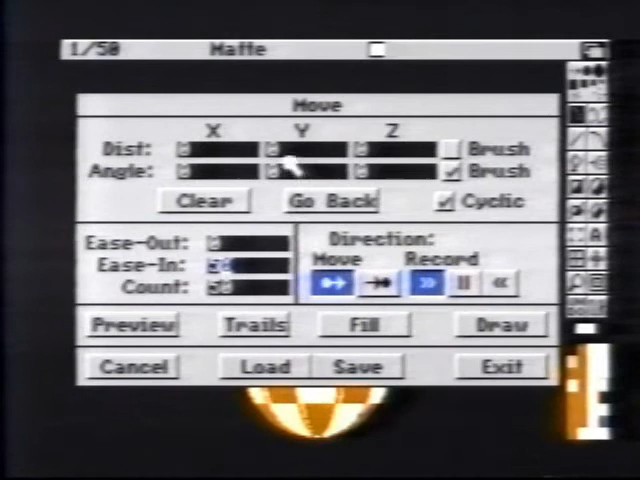 1/50 Matte
Move
X Y Z
Dist: Brush
Angle: Brush
Clear Go Back Cyclic
Ease-Out: Direction:
Ease-In: Move Record
Count:
Preview Trails Fill Draw
Cancel Load Save Exit
A